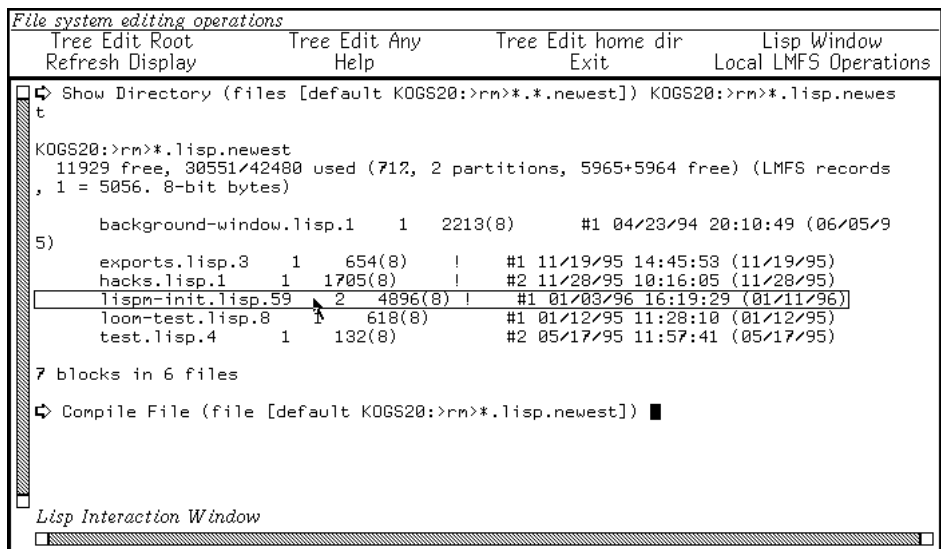 File system editing operations
Tree Edit Root Tree Edit Any Tree Edit home dir Lisp Window
Refresh Display Help Exit Local LMFS Operations
Show Directory (files [default KOGS20:>rm>*.*.newest]) KOGS20:>rm>*.lisp.newes
t
KOGS20:>rm>*.lisp.newest
11929 free, 30551/42480 used (71%, 2 partitions, 5965+5964 free) (LMFS records
, 1 = 5056. 8-bit bytes)
background-window.lisp.1 1 2213(8) #1 04/23/94 20:10:49 (06/05/9
5)
exports.lisp.3 1 654(8) ! #1 11/19/95 14:45:53 (11/19/95)
hacks.lisp.1 1 1705(8) ! #2 11/28/95 10:16:05 (11/28/95)
lispm-init.lisp.59 2 4896(8) ! #1 01/03/96 16:19:29 (01/11/96)
loom-test.lisp.8 1 618(8) #1 01/12/95 11:28:10 (01/12/95)
test.lisp.4 1 132(8) #2 05/17/95 11:57:41 (05/17/95)
7 blocks in 6 files
Compile File (file [default KOGS20:>rm>*.lisp.newest])
Lisp Interaction Window